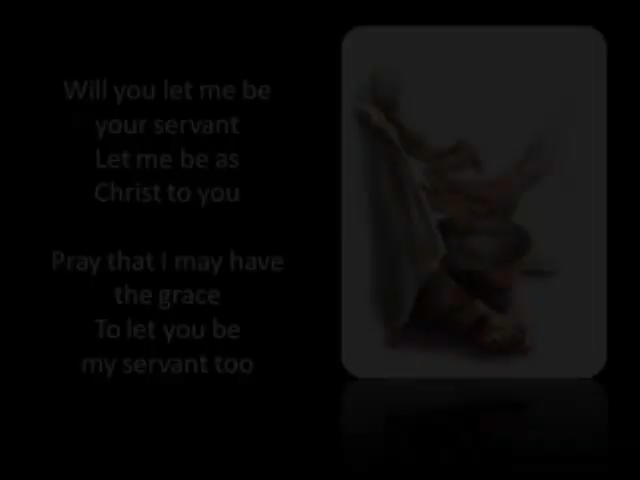 Will you let me be
your servant
Let me be as
Christ to you
Pray that I may have
the grace
To let you be
my servant too